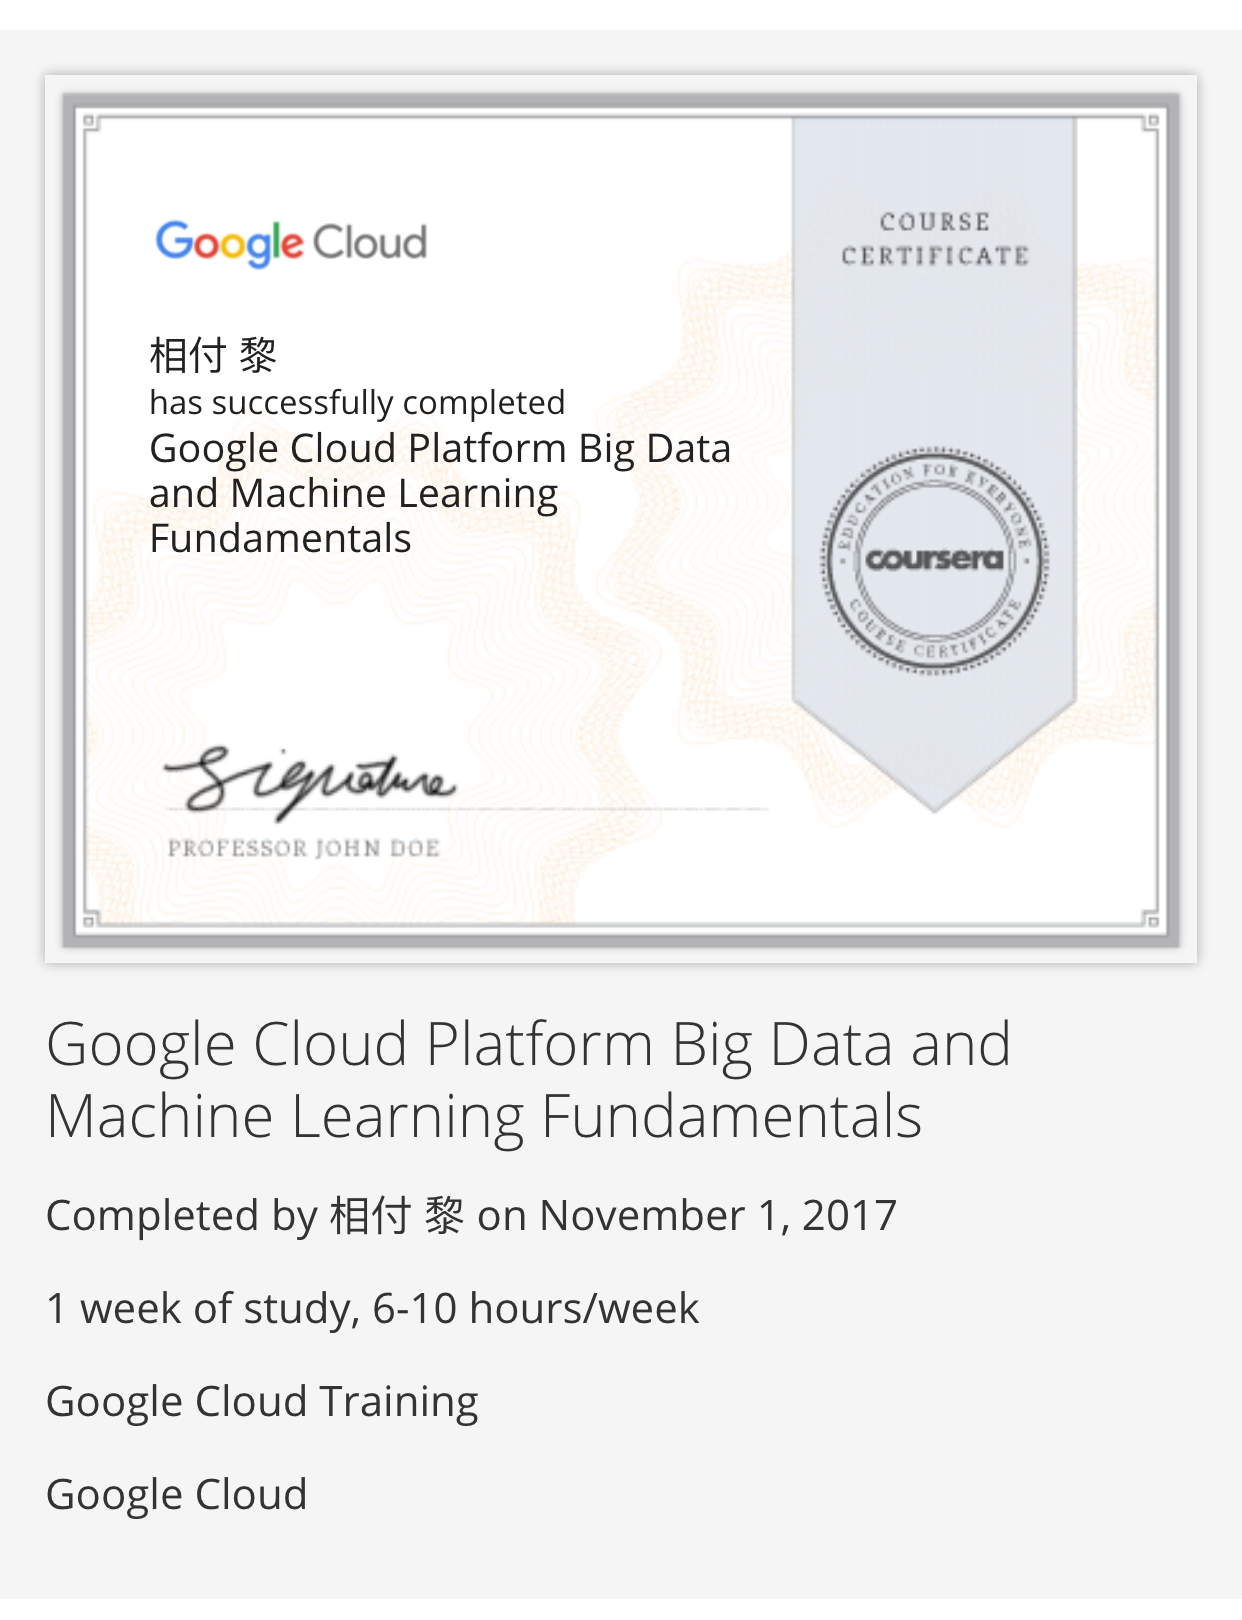 Google Cloud
COURSE
CERTIFICATE
相付 黎
has successfully completed
Google Cloud Platform Big Data
and Machine Learning
Fundamentals
EDUCATION FOR EVERYONE
coursera
COURSE CERTIFICATE
Signature
PROFESSOR JOHN DOE
Google Cloud Platform Big Data and
Machine Learning Fundamentals
Completed by 相付 黎 on November 1, 2017
1 week of study, 6-10 hours/week
Google Cloud Training
Google Cloud